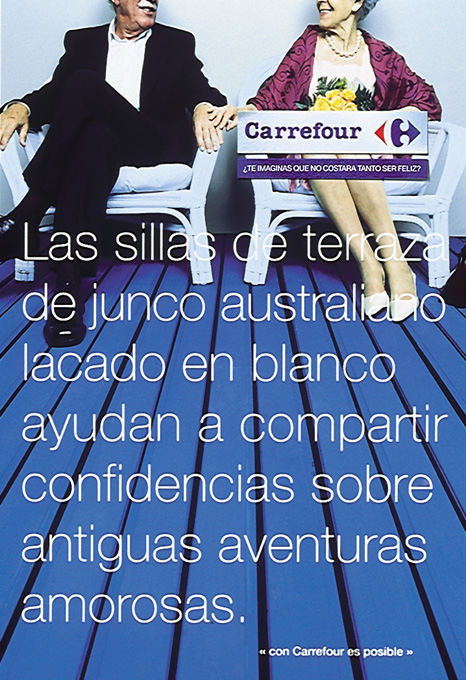 Carrefour
¿TE IMAGINAS QUE NO COSTARA TANTO SER FELIZ?
Las sillas de terraza
de junco australiano
lacado en blanco
ayudan a compartir
confidencias sobre
antiguas aventuras
amorosas.
« con Carrefour es posible »